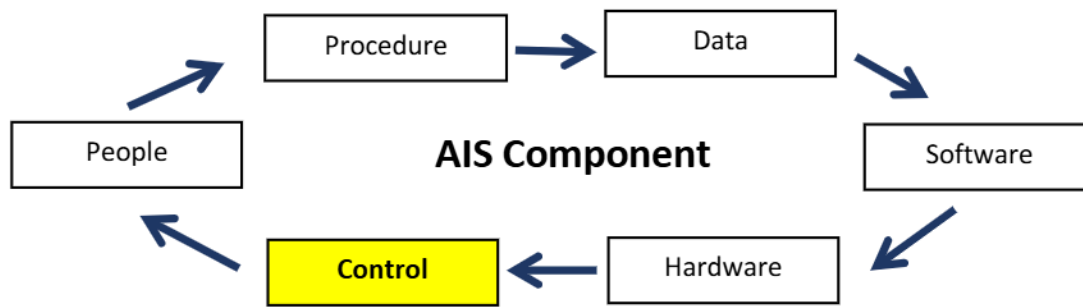 Procedure
Data
People
AIS Component
Software
Control
Hardware